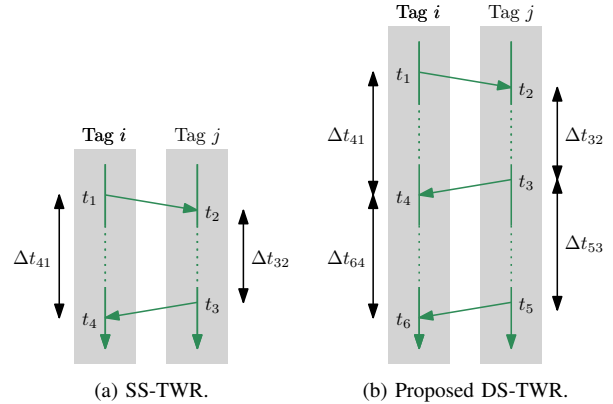 Tag i
Tag j
t₁
t₂
Δt₄₁
Δt₃₂
t₃
t₄
(a) SS-TWR.
Tag i
Tag j
t₁
t₂
Δt₄₁
Δt₃₂
t₃
t₄
Δt₆₄
Δt₅₃
t₅
t₆
(b) Proposed DS-TWR.